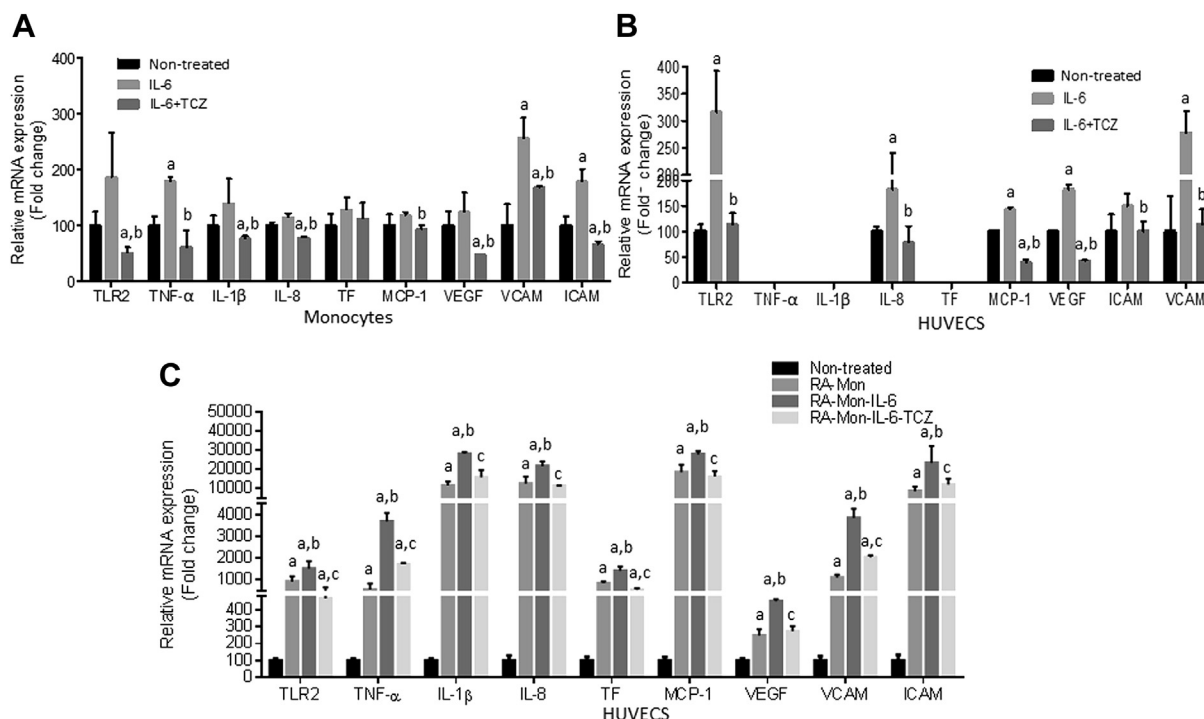 A
Relative mRNA expression
(Fold change)
400
300
200
100
0
Non-treated
IL-6
IL-6+TCZ
a,b
a
b
a,b
a,b
b
a,b
a
a,b
a
a,b
TLR2 TNF-α IL-1β IL-8 TF MCP-1 VEGF VCAM ICAM
Monocytes
B
Relative mRNA expression
(Fold⁻ change)
400
350
300
250
200
200
150
100
50
0
Non-treated
IL-6
IL-6+TCZ
a
b
a
b
a
a,b
a
a,b
b
a
b
TLR2 TNF-α IL-1β IL-8 TF MCP-1 VEGF ICAM VCAM
HUVECS
C
Relative mRNA expression
(Fold change)
50000
40000
30000
20000
10000
4000
3000
2000
1000
400
300
200
100
0
Non-treated
RA-Mon
RA-Mon-IL-6
RA-Mon-IL-6-TCZ
a a,b a,c
a a,b a,c
a a,b c
a a,b c
a a,b a,c
a a,b c
a a,b c
a a,b a,c
a a,b c
TLR2 TNF-α IL-1β IL-8 TF MCP-1 VEGF VCAM ICAM
HUVECS